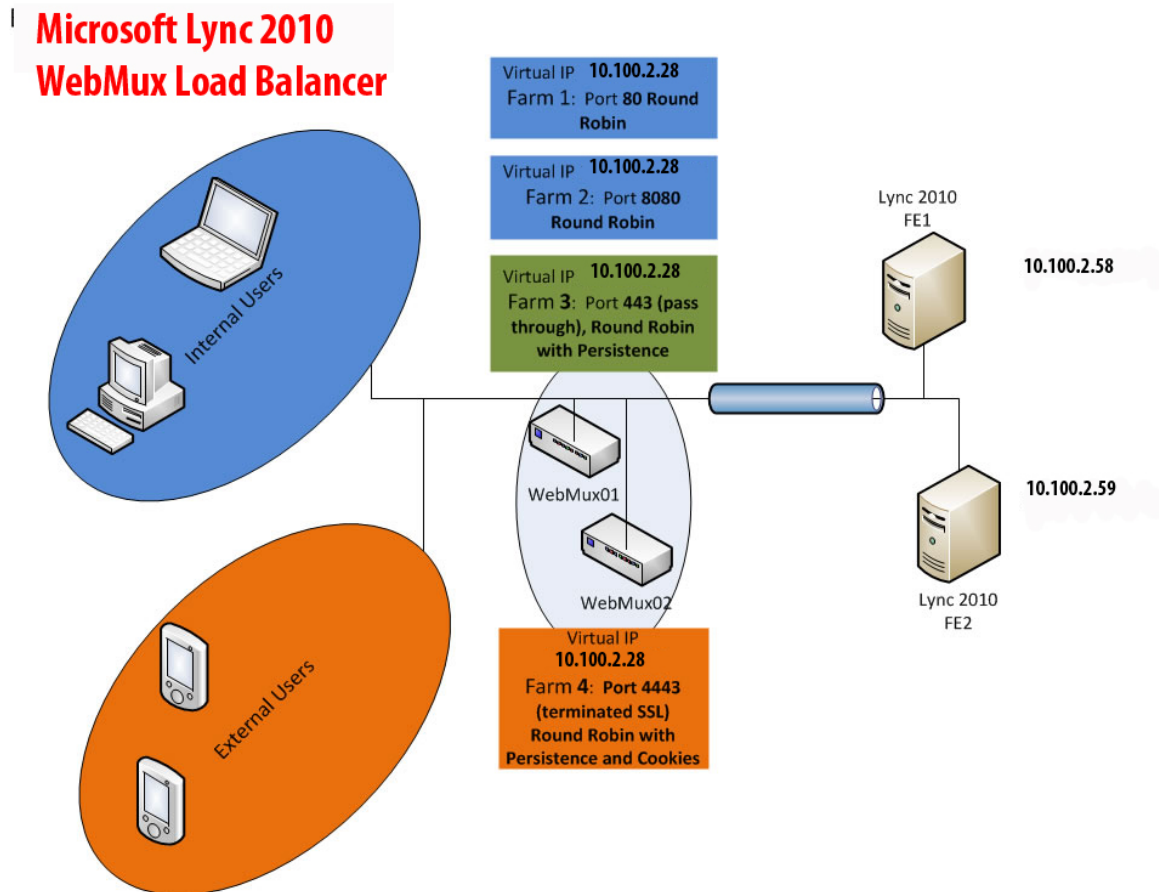 Microsoft Lync 2010
WebMux Load Balancer
Virtual IP 10.100.2.28
Farm 1: Port 80 Round
Robin
Virtual IP 10.100.2.28
Farm 2: Port 8080
Round Robin
Virtual IP 10.100.2.28
Farm 3: Port 443 (pass
through), Round Robin
with Persistence
Internal Users
Lync 2010
FE1
10.100.2.58
WebMux01
WebMux02
10.100.2.59
Lync 2010
FE2
External Users
Virtual IP
10.100.2.28
Farm 4: Port 4443
(terminated SSL)
Round Robin with
Persistence and Cookies